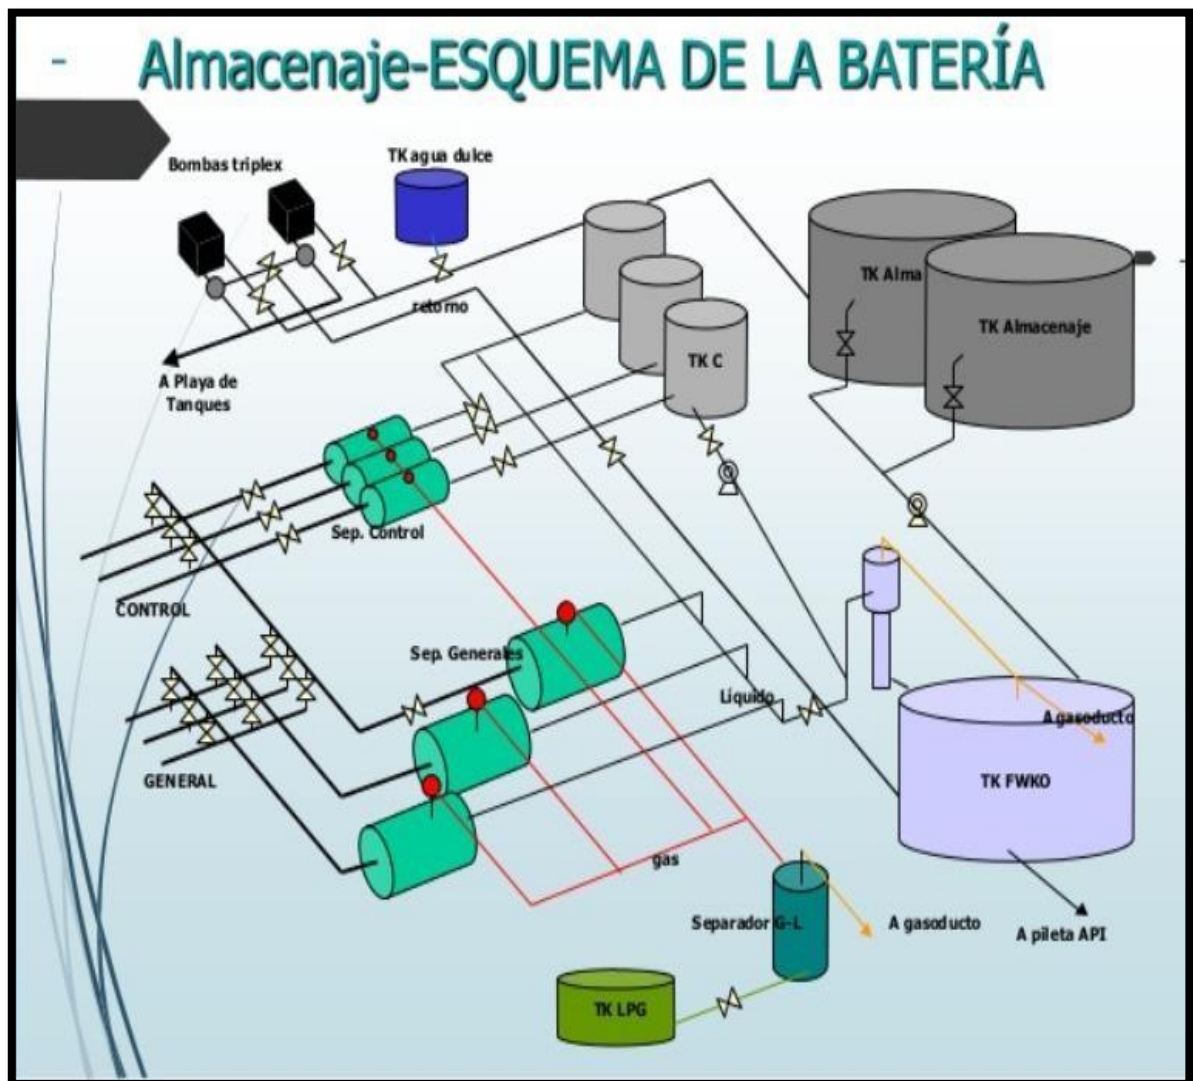 Almacenaje-ESQUEMA DE LA BATERÍA
Bombas triplex
TK agua dulce
TK Alma
TK Almacenaje
retorno
TK C
A Playa de
Tanques
Sep. Control
CONTROL
Sep. Generales
Líquido
A gasoducto
GENERAL
TK FWKO
gas
Separador G-L
A gasoducto
A pileta API
TK LPG